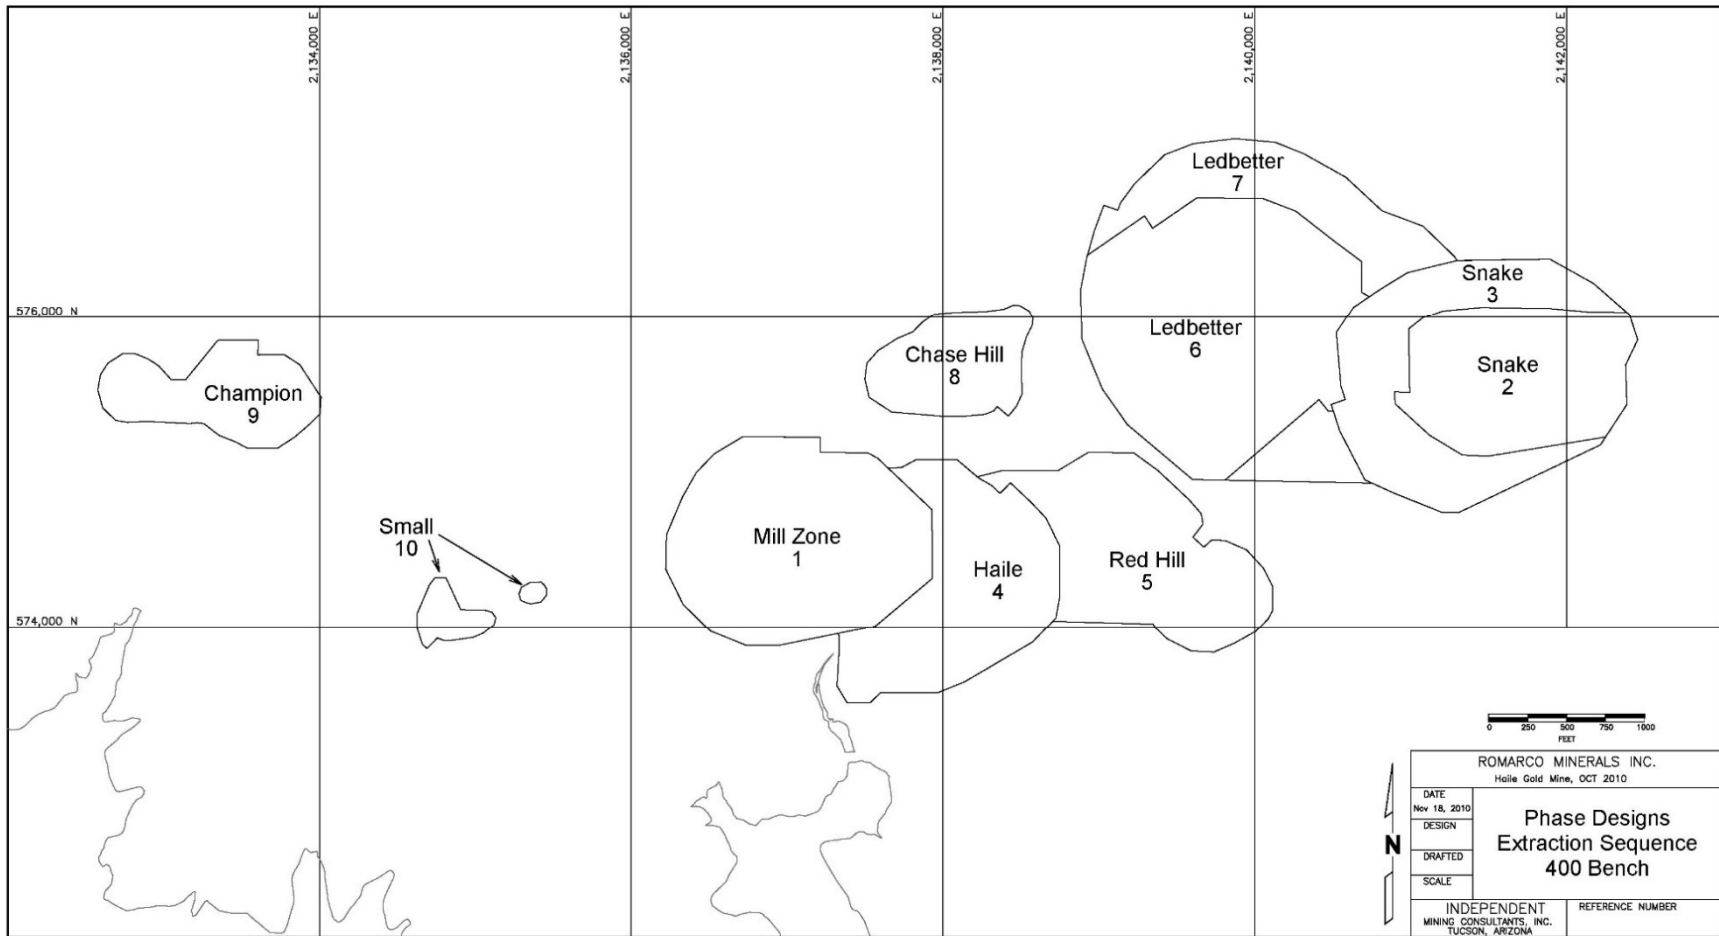 2,134,000 E
2,136,000 E
2,138,000 E
2,140,000 E
2,142,000 E
Ledbetter
7
Snake
3
576,000 N
Ledbetter
6
Chase Hill
8
Snake
2
Champion
9
Small
10
Mill Zone
1
Haile
4
Red Hill
5
574,000 N
0 250 500 750 1000
FEET
ROMARCO MINERALS INC.
Haile Gold Mine, OCT 2010
DATE
Nov 18, 2010
DESIGN
DRAFTED
SCALE
Phase Designs
Extraction Sequence
400 Bench
N
INDEPENDENT
MINING CONSULTANTS, INC.
TUCSON, ARIZONA
REFERENCE NUMBER